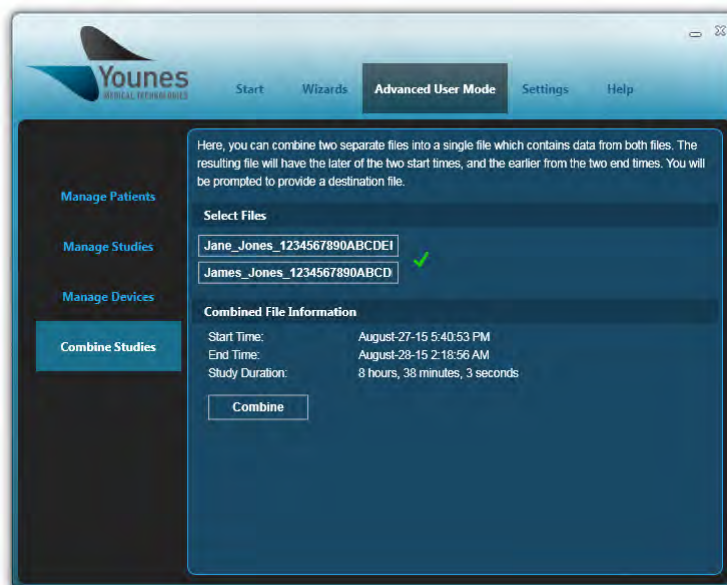 Younes
MEDICAL TECHNOLOGIES
Start Wizards Advanced User Mode Settings Help
Here, you can combine two separate files into a single file which contains data from both files. The
resulting file will have the later of the two start times, and the earlier from the two end times. You will
be prompted to provide a destination file.
Manage Patients
Manage Studies
Manage Devices
Combine Studies
Select Files
Jane_Jones_1234567890ABCDEI
James_Jones_1234567890ABCD
Combined File Information
Start Time: August-27-15 5:40:53 PM
End Time: August-28-15 2:18:56 AM
Study Duration: 8 hours, 38 minutes, 3 seconds
Combine